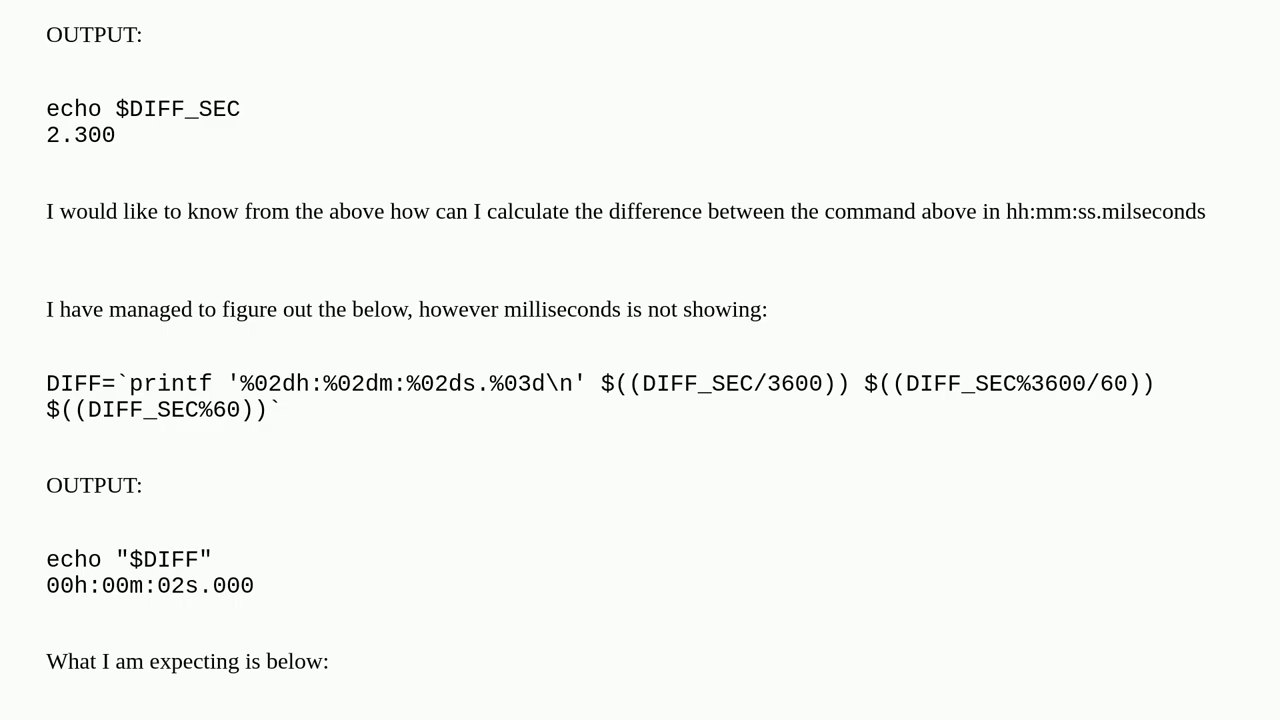 OUTPUT:
echo $DIFF_SEC
2.300
I would like to know from the above how can I calculate the difference between the command above in hh:mm:ss.milseconds
I have managed to figure out the below, however milliseconds is not showing:
DIFF=`printf '%02dh:%02dm:%02ds.%03d\n' $((DIFF_SEC/3600)) $((DIFF_SEC%3600/60))
$((DIFF_SEC%60))`
OUTPUT:
echo "$DIFF"
00h:00m:02s.000
What I am expecting is below: